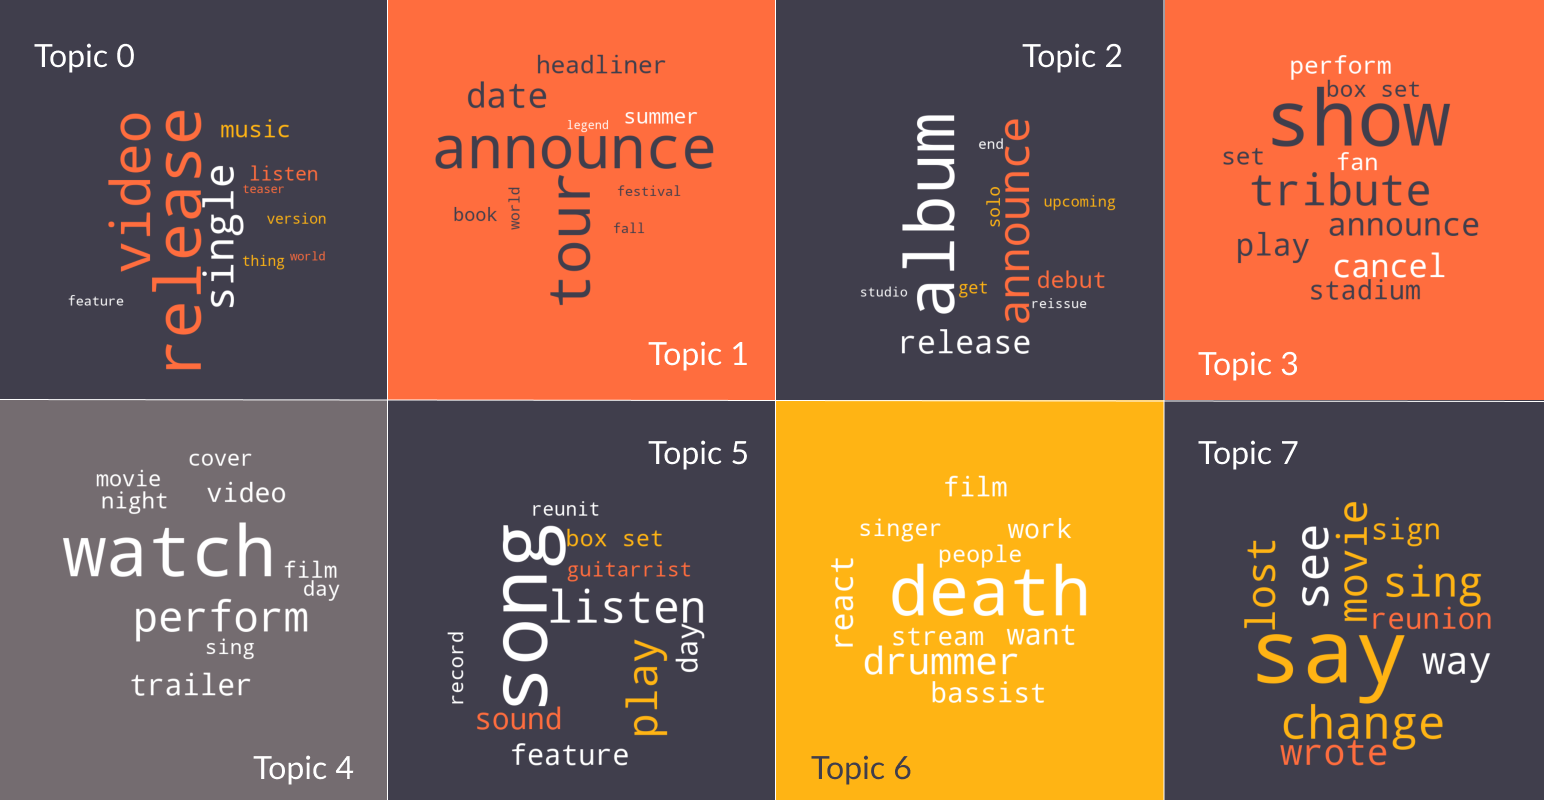 Topic 0
video
release
single
music
listen
teaser
version
thing
world
feature
headliner
date
legend
summer
announce
tour
world
book
festival
fall
Topic 1
Topic 2
album
end
announce
solo
upcoming
studio
get
debut
reissue
release
perform
box set
show
set
fan
tribute
announce
play
cancel
stadium
Topic 3
cover
movie
night
video
watch
film
day
perform
sing
trailer
Topic 4
Topic 5
reunit
song
box set
guitarrist
listen
record
play
day
sound
feature
film
singer
work
people
react
death
stream
want
drummer
bassist
Topic 6
Topic 7
lost
see
movie
sign
sing
reunion
say
way
change
wrote